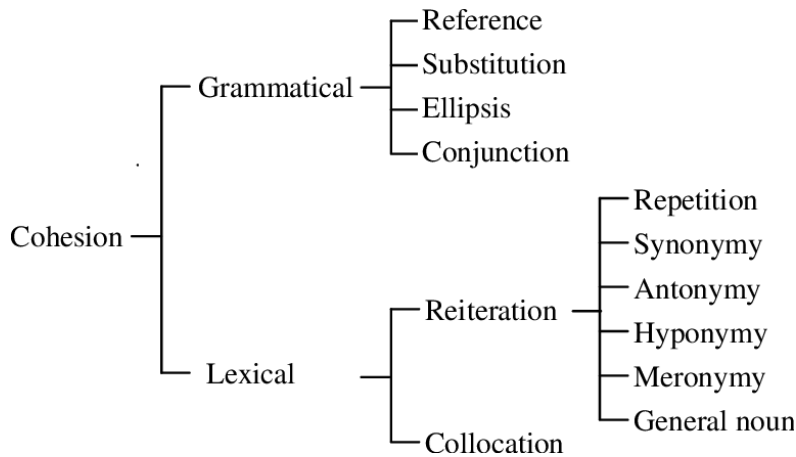 Reference
Substitution
Grammatical
Ellipsis
Conjunction
Repetition
Cohesion
Synonymy
Antonymy
Reiteration
Hyponymy
Lexical
Meronymy
General noun
Collocation